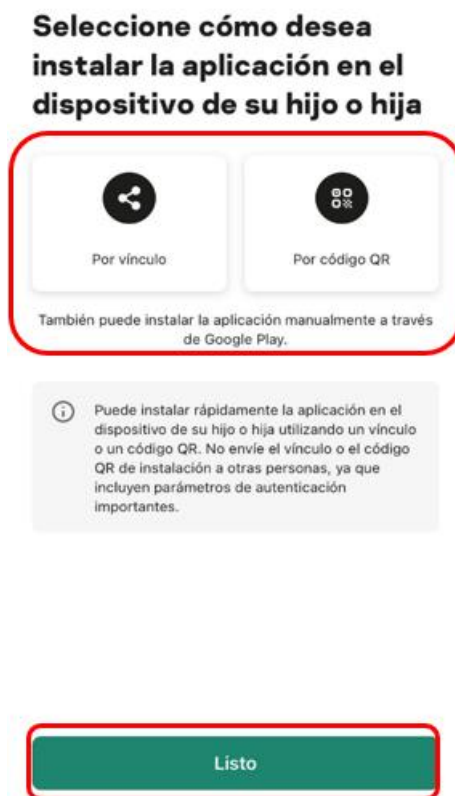 Seleccione cómo desea
instalar la aplicación en el
dispositivo de su hijo o hija
Por vínculo
Por código QR
También puede instalar la aplicación manualmente a través
de Google Play.
Puede instalar rápidamente la aplicación en el
dispositivo de su hijo o hija utilizando un vínculo
o un código QR. No envíe el vínculo o el código
QR de instalación a otras personas, ya que
incluyen parámetros de autenticación
importantes.
Listo